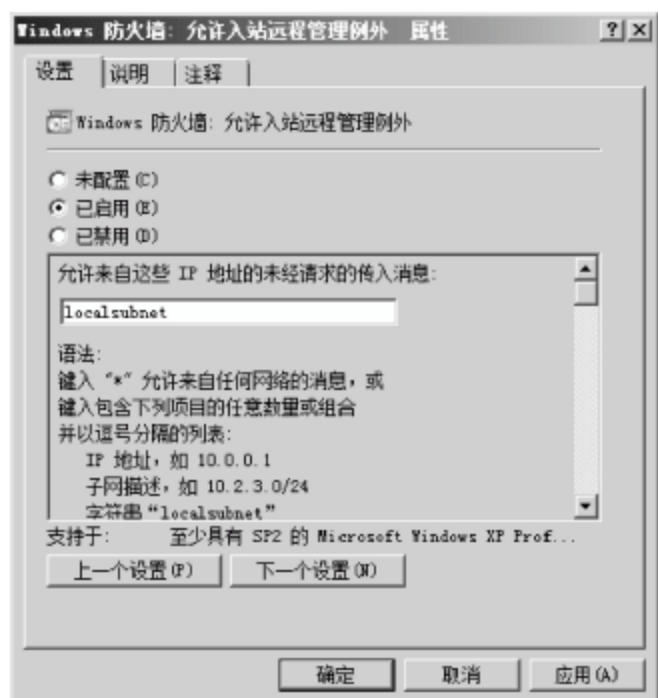 Windows 防火墙: 允许入站远程管理例外 属性
设置 说明 注释
Windows 防火墙: 允许入站远程管理例外
未配置(C)
已启用(E)
已禁用(D)
允许来自这些 IP 地址的未经请求的传入消息:
localsubnet
语法:
键入 “*” 允许来自任何网络的消息，或
键入包含下列项目的任意数量或组合
并以逗号分隔的列表:
IP 地址，如 10.0.0.1
子网描述，如 10.2.3.0/24
字符串“localsubnet”
支持于: 至少具有 SP2 的 Microsoft Windows XP Prof...
上一个设置(P) 下一个设置(N)
确定 取消 应用(A)